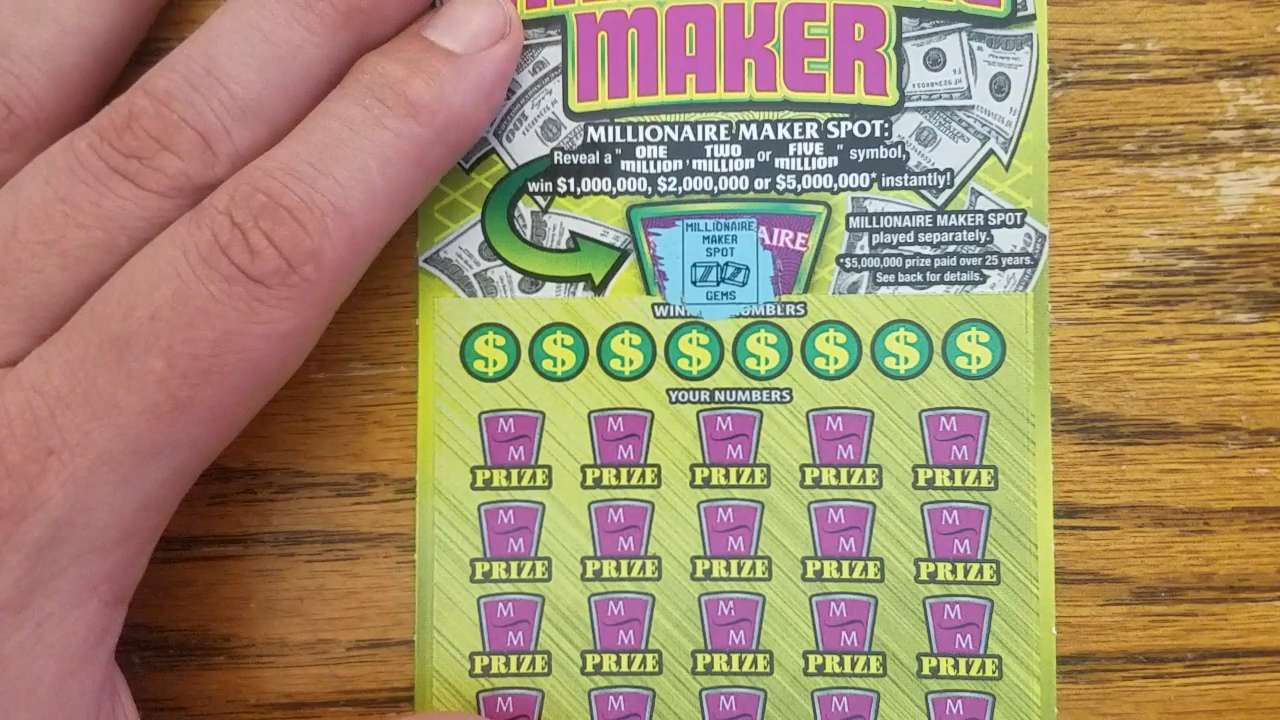 MAKER
MILLIONAIRE MAKER SPOT:
Reveal a "ONE MILLION, TWO MILLION or FIVE MILLION" symbol,
win $1,000,000, $2,000,000 or $5,000,000* instantly!
MILLIONAIRE MAKER SPOT
played separately.
*$5,000,000 prize paid over 25 years.
See back for details.
MILLIONAIRE
MAKER
SPOT
GEMS
AIRE
WIN UMBERS
$ $ $ $ $ $ $ $
YOUR NUMBERS
M M M M M
M M M M M
PRIZE PRIZE PRIZE PRIZE PRIZE
M M M M M
M M M M M
PRIZE PRIZE PRIZE PRIZE PRIZE
M M M M M
M M M M M
PRIZE PRIZE PRIZE PRIZE PRIZE
M M M M M